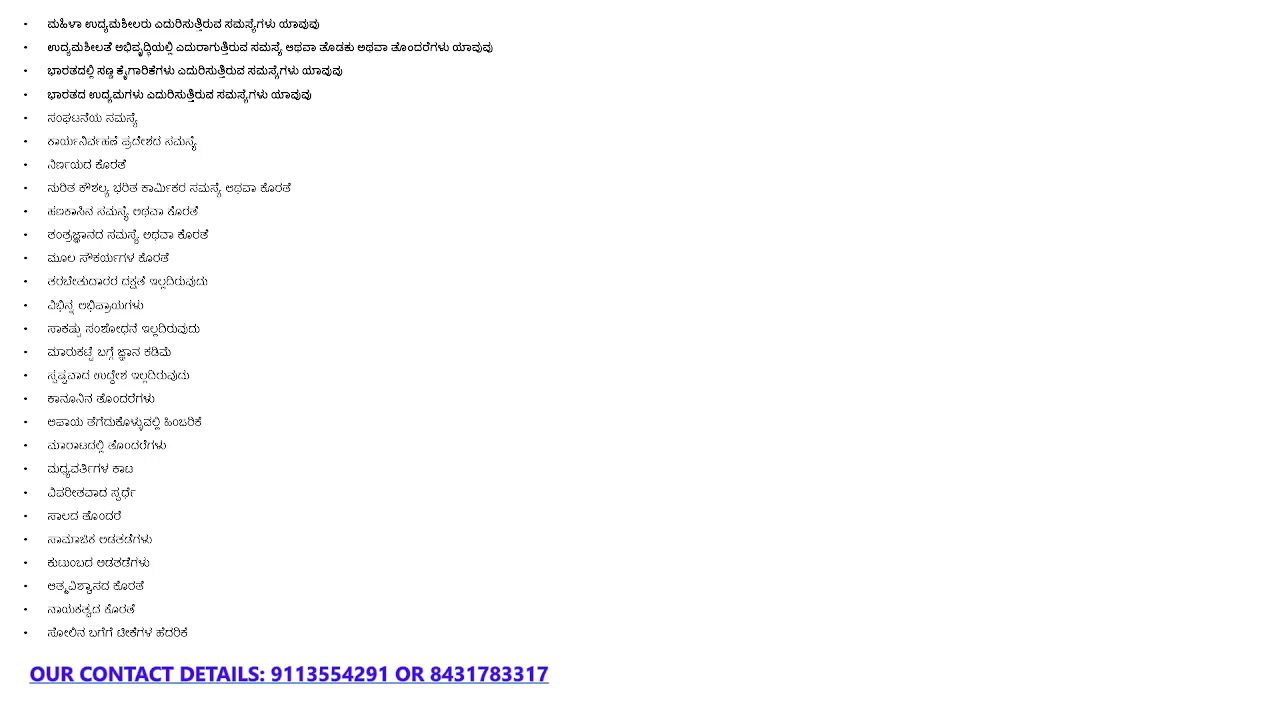 • ಮಹಿಳಾ ಉದ್ಯಮಶೀಲರು ಎದುರಿಸುತ್ತಿರುವ ಸಮಸ್ಯೆಗಳು ಯಾವುವು
• ಉದ್ಯಮಶೀಲತೆ ಅಭಿವೃದ್ಧಿಯಲ್ಲಿ ಎದುರಾಗುತ್ತಿರುವ ಸಮಸ್ಯೆ ಅಥವಾ ತೊಡಕು ಅಥವಾ ತೊಂದರೆಗಳು ಯಾವುವು
• ಭಾರತದಲ್ಲಿ ಸಣ್ಣ ಕೈಗಾರಿಕೆಗಳು ಎದುರಿಸುತ್ತಿರುವ ಸಮಸ್ಯೆಗಳು ಯಾವುವು
• ಭಾರತದ ಉದ್ಯಮಗಳು ಎದುರಿಸುತ್ತಿರುವ ಸಮಸ್ಯೆಗಳು ಯಾವುವು
• ಸಂಘಟನೆಯ ಸಮಸ್ಯೆ
• ಕಾರ್ಯನಿರ್ವಹಣೆ ಪ್ರದೇಶದ ಸಮಸ್ಯೆ
• ನಿರ್ಣಯದ ಕೊರತೆ
• ನುರಿತ ಕೌಶಲ್ಯ ಭರಿತ ಕಾರ್ಮಿಕರ ಸಮಸ್ಯೆ ಅಥವಾ ಕೊರತೆ
• ಹಣಕಾಸಿನ ಸಮಸ್ಯೆ ಅಥವಾ ಕೊರತೆ
• ತಂತ್ರಜ್ಞಾನದ ಸಮಸ್ಯೆ ಅಥವಾ ಕೊರತೆ
• ಮೂಲ ಸೌಕರ್ಯಗಳ ಕೊರತೆ
• ತರಬೇತುದಾರರ ದಕ್ಷತೆ ಇಲ್ಲದಿರುವುದು
• ವಿಭಿನ್ನ ಅಭಿಪ್ರಾಯಗಳು
• ಸಾಕಷ್ಟು ಸಂಶೋಧನೆ ಇಲ್ಲದಿರುವುದು
• ಮಾರುಕಟ್ಟೆ ಬಗ್ಗೆ ಜ್ಞಾನ ಕಡಿಮೆ
• ಸ್ಪಷ್ಟವಾದ ಉದ್ದೇಶ ಇಲ್ಲದಿರುವುದು
• ಕಾನೂನಿನ ತೊಂದರೆಗಳು
• ಅಪಾಯ ತೆಗೆದುಕೊಳ್ಳುವಲ್ಲಿ ಹಿಂಜರಿಕೆ
• ಮಾರಾಟದಲ್ಲಿ ತೊಂದರೆಗಳು
• ಮಧ್ಯವರ್ತಿಗಳ ಕಾಟ
• ವಿಪರೀತವಾದ ಸ್ಪರ್ಧೆ
• ಸಾಲದ ತೊಂದರೆ
• ಸಾಮಾಜಿಕ ಅಡತಡೆಗಳು
• ಕುಟುಂಬದ ಅಡತಡೆಗಳು
• ಆತ್ಮವಿಶ್ವಾಸದ ಕೊರತೆ
• ನಾಯಕತ್ವದ ಕೊರತೆ
• ಸೋಲಿನ ಬಗೆಗೆ ಟೀಕೆಗಳ ಹೆದರಿಕೆ
OUR CONTACT DETAILS: 9113554291 OR 8431783317